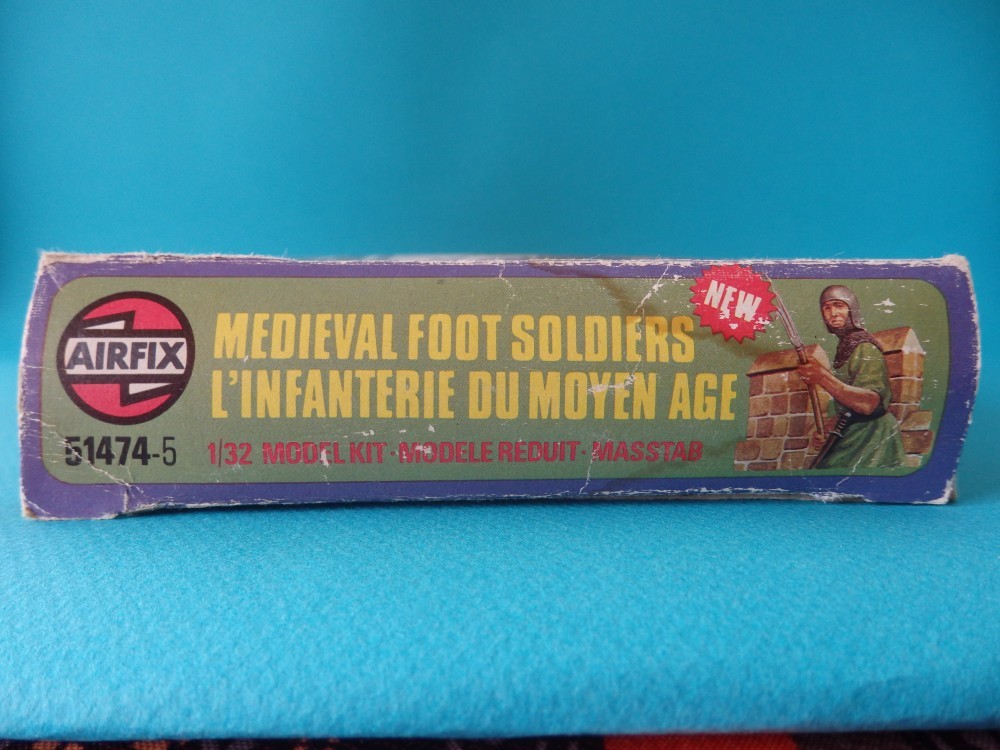 AIRFIX
NEW
MEDIEVAL FOOT SOLDIERS
L'INFANTERIE DU MOYEN AGE
51474-5
1/32 MODEL KIT · MODELE REDUIT · MASSTAB